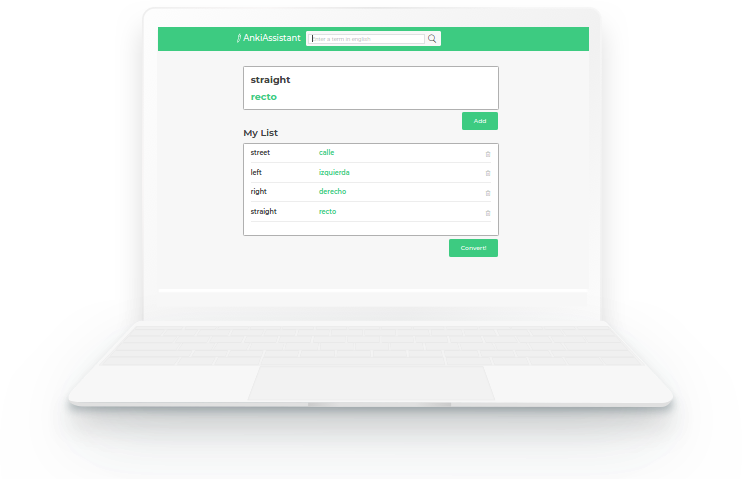 AnkiAssistant
Enter a term in english
straight
recto
Add
My List
street calle
left izquierda
right derecho
straight recto
Convert!